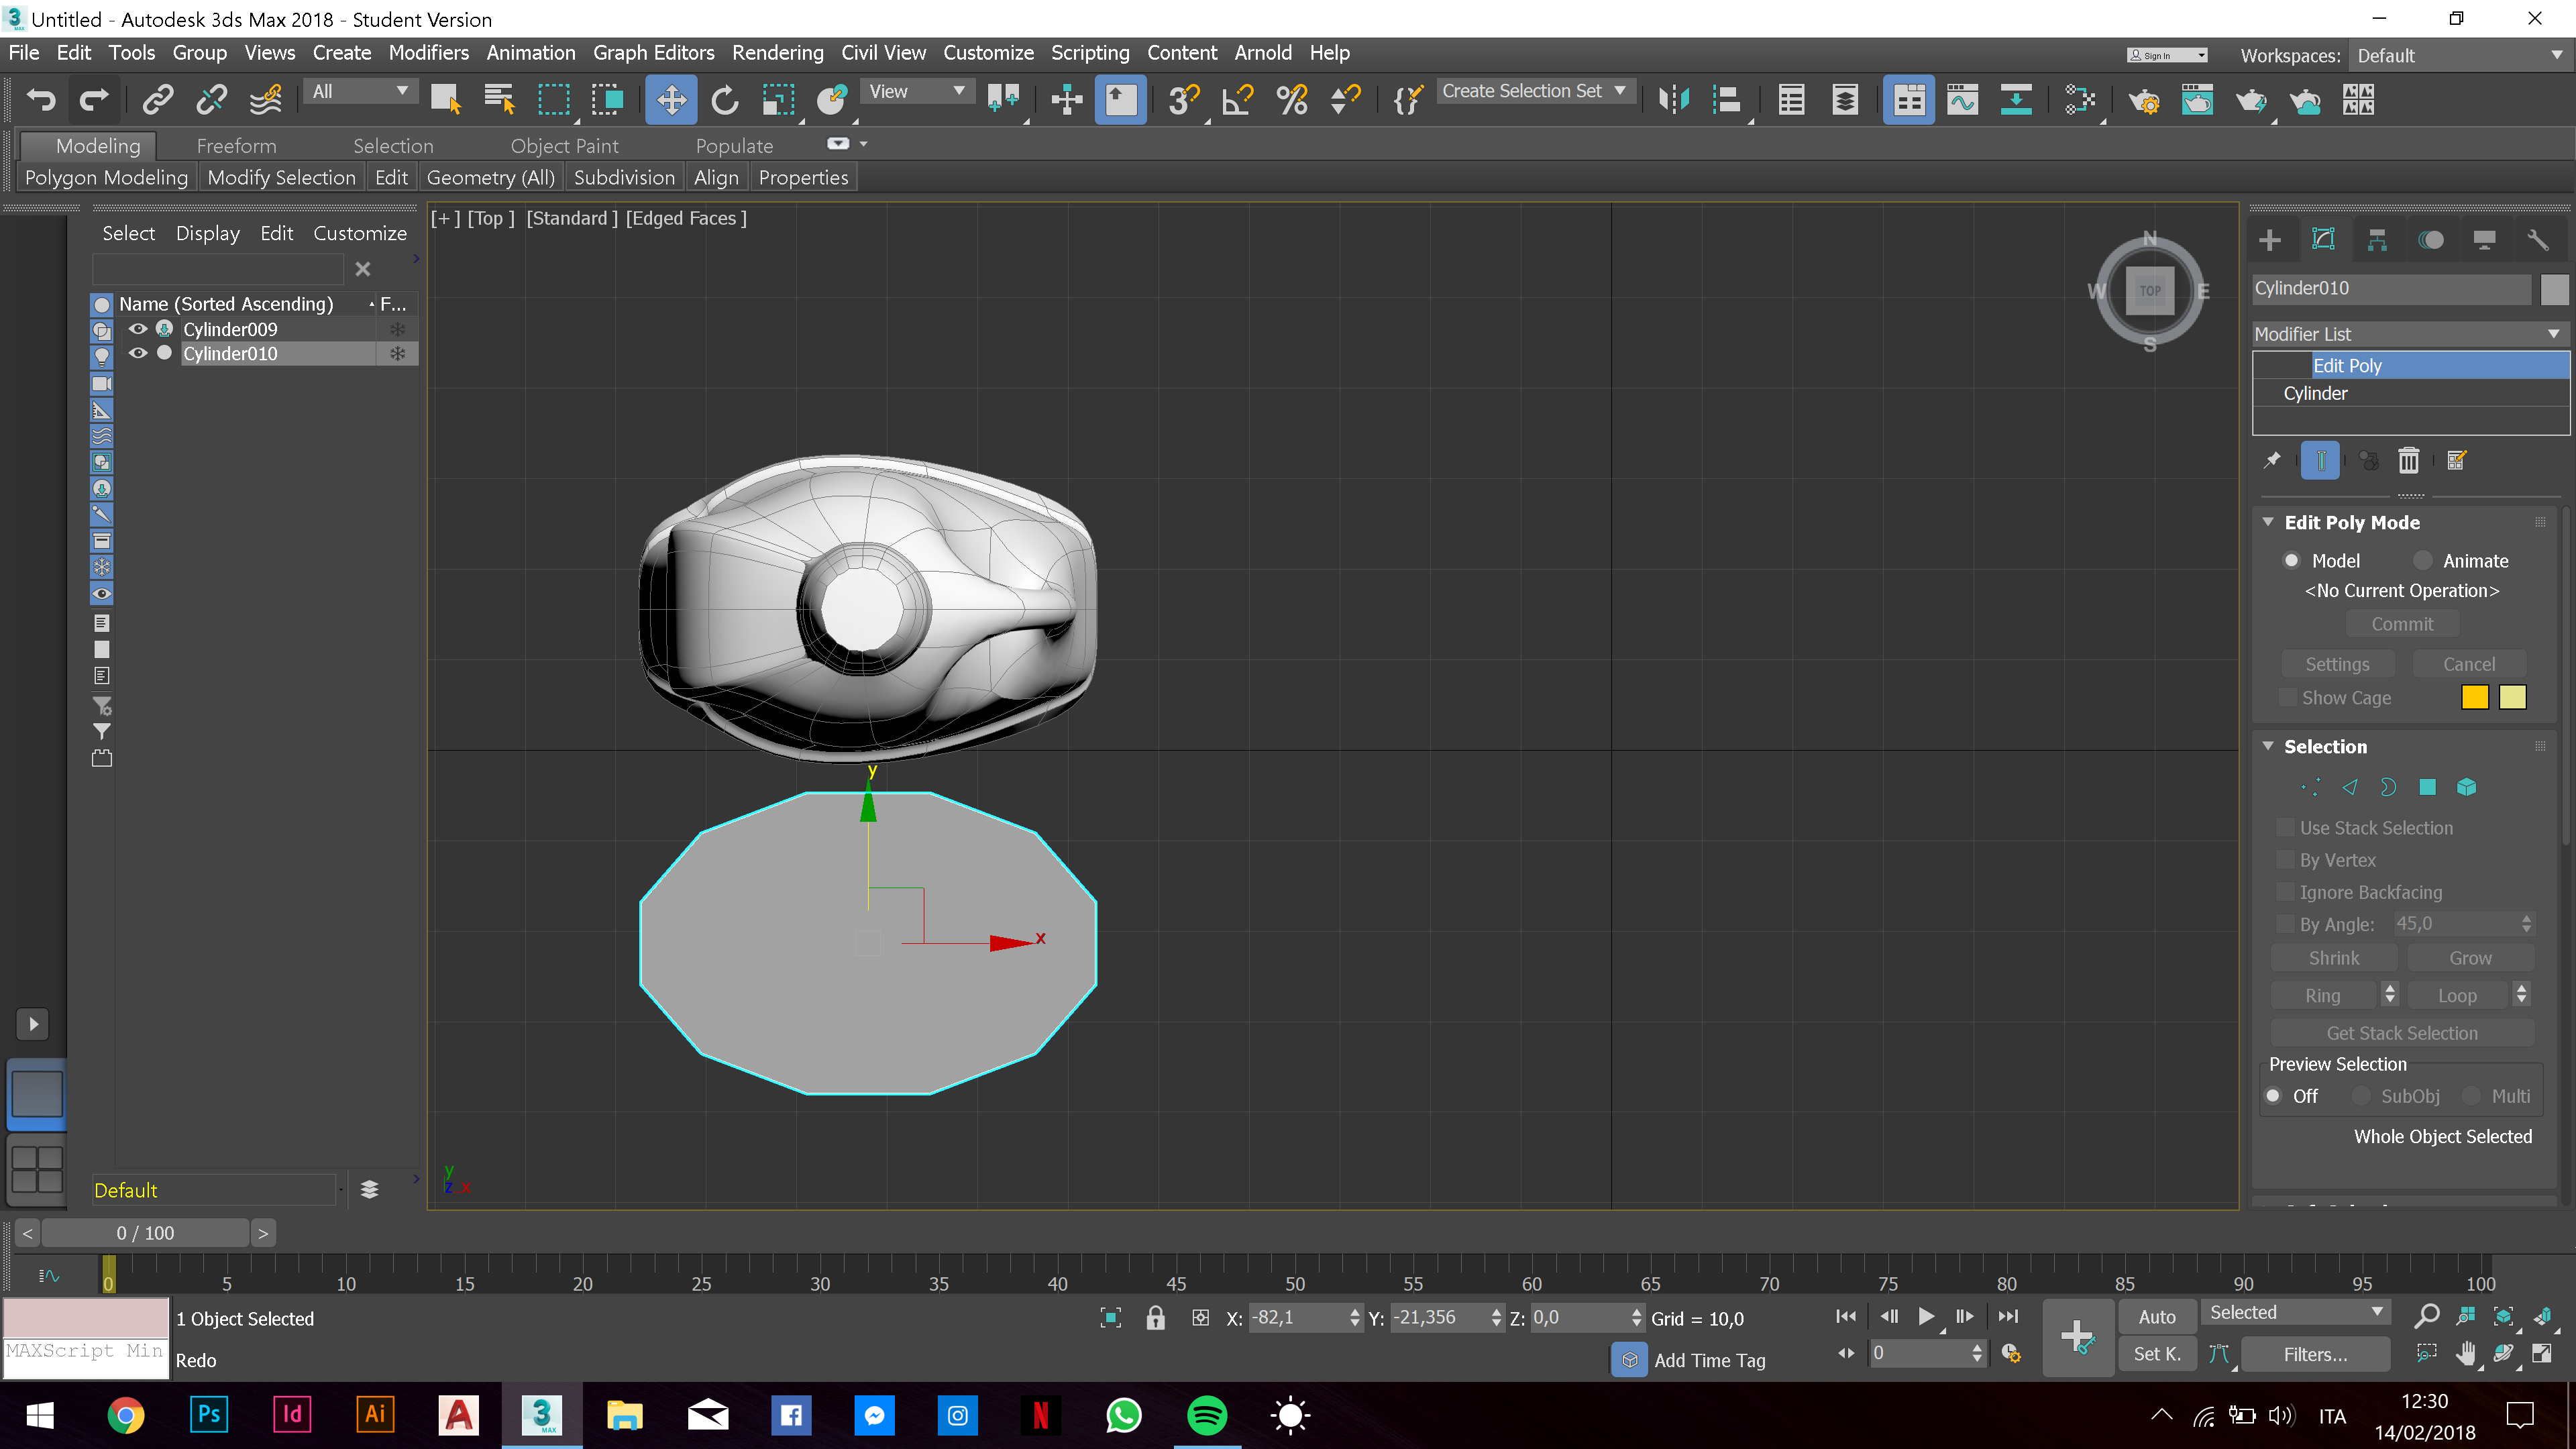 Untitled - Autodesk 3ds Max 2018 - Student Version
File Edit Tools Group Views Create Modifiers Animation Graph Editors Rendering Civil View Customize Scripting Content Arnold Help
Sign In
Workspaces: Default
All
View
Create Selection Set
Modeling Freeform Selection Object Paint Populate
Polygon Modeling Modify Selection Edit Geometry (All) Subdivision Align Properties
Select Display Edit Customize
Name (Sorted Ascending) F...
Cylinder009
Cylinder010
Default
[+] [Top ] [Standard ] [Edged Faces ]
N
W TOP E
S
y
x
y
z x
Cylinder010
Modifier List
Edit Poly
Cylinder
Edit Poly Mode
Model Animate
<No Current Operation>
Commit
Settings Cancel
Show Cage
Selection
Use Stack Selection
By Vertex
Ignore Backfacing
By Angle: 45,0
Shrink Grow
Ring Loop
Get Stack Selection
Preview Selection
Off SubObj Multi
Whole Object Selected
< 0 / 100 >
0 5 10 15 20 25 30 35 40 45 50 55 60 65 70 75 80 85 90 95 100
MAXScript Min
1 Object Selected
Redo
X: -82,1 Y: -21,356 Z: 0,0 Grid = 10,0
Add Time Tag
0
Auto Selected
Set K. Filters...
Ps Id Ai A 3 MAX N
ITA
12:30
14/02/2018